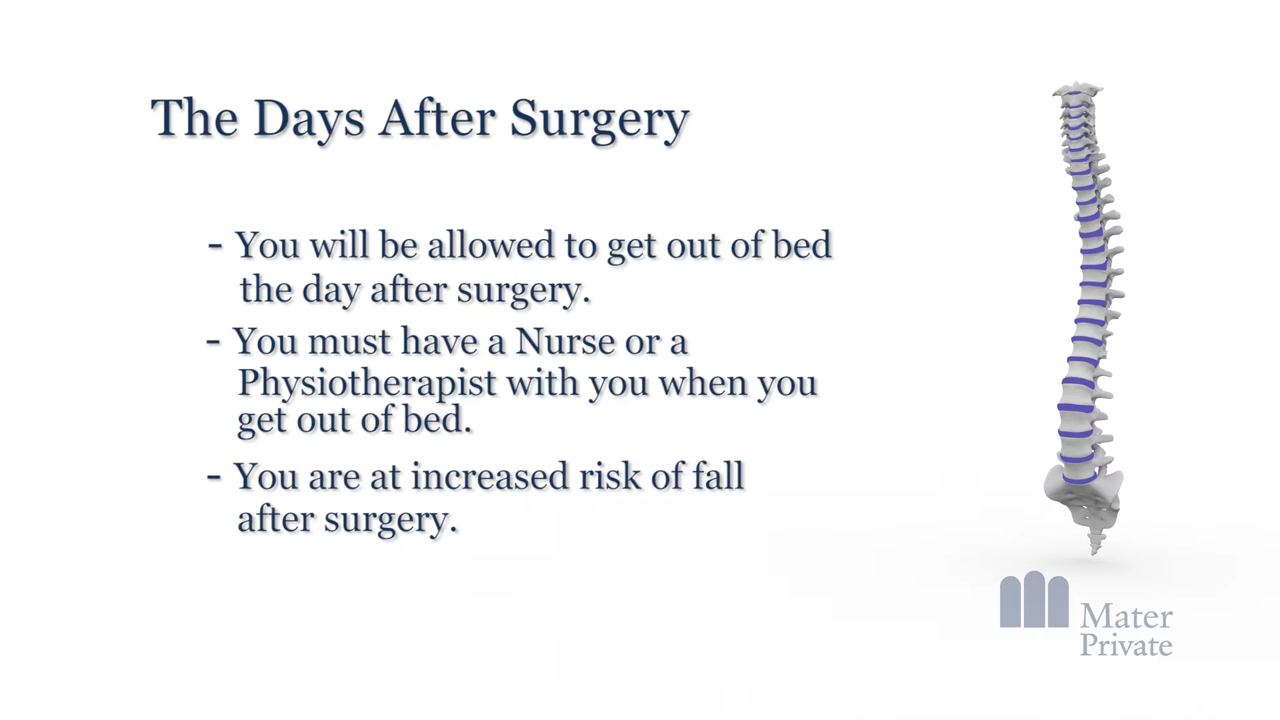 The Days After Surgery
- You will be allowed to get out of bed
the day after surgery.
- You must have a Nurse or a
Physiotherapist with you when you
get out of bed.
- You are at increased risk of fall
after surgery.
Mater
Private